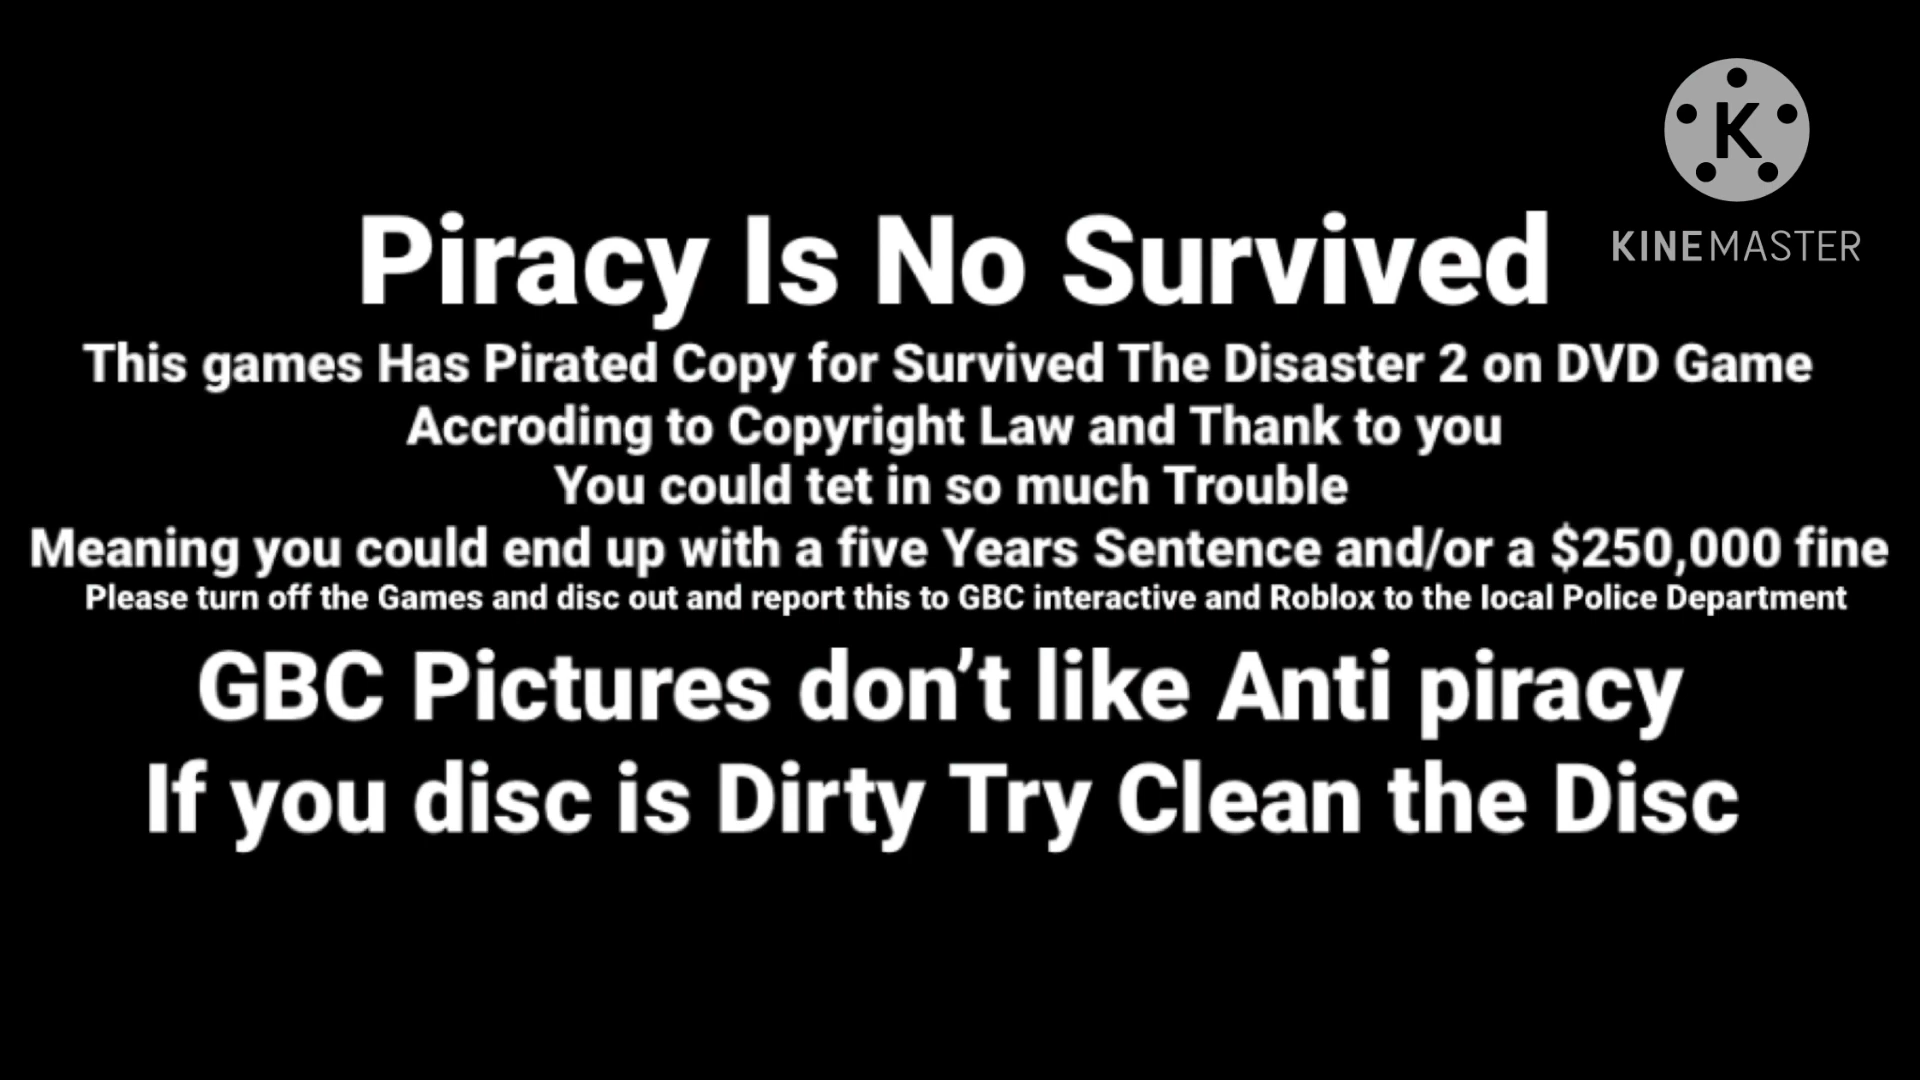 K
KINEMASTER
Piracy Is No Survived
This games Has Pirated Copy for Survived The Disaster 2 on DVD Game
Accroding to Copyright Law and Thank to you
You could tet in so much Trouble
Meaning you could end up with a five Years Sentence and/or a $250,000 fine
Please turn off the Games and disc out and report this to GBC interactive and Roblox to the local Police Department
GBC Pictures don’t like Anti piracy
If you disc is Dirty Try Clean the Disc